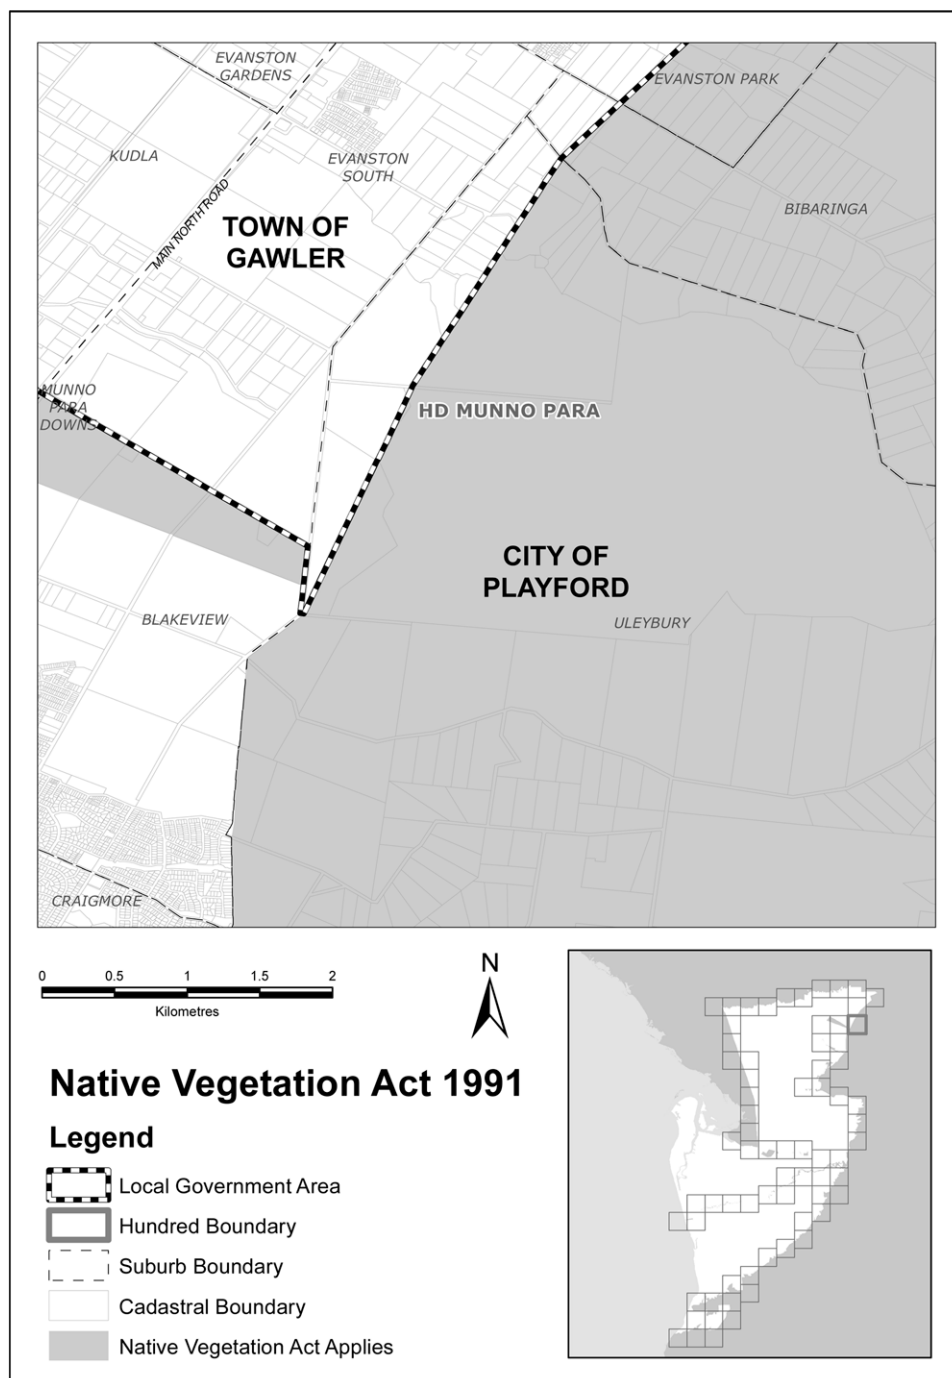 EVANSTON
GARDENS
EVANSTON PARK
KUDLA
EVANSTON
SOUTH
BIBARINGA
MAIN NORTH ROAD
TOWN OF
GAWLER
MUNNO
PARA
DOWNS
HD MUNNO PARA
CITY OF
PLAYFORD
BLAKEVIEW
ULEYBURY
CRAIGMORE
0 0.5 1 1.5 2
Kilometres
N
Native Vegetation Act 1991
Legend
Local Government Area
Hundred Boundary
Suburb Boundary
Cadastral Boundary
Native Vegetation Act Applies